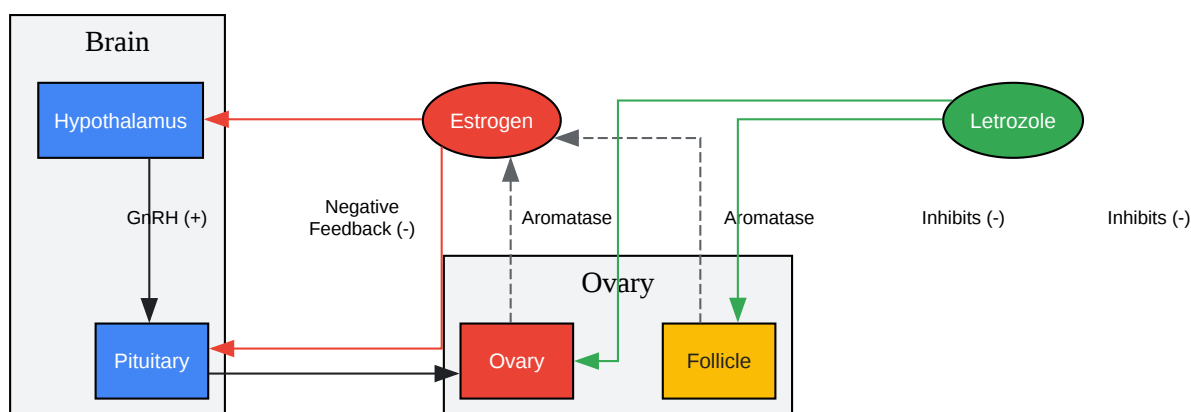 Brain
Hypothalamus
Estrogen
Letrozole
GnRH (+)
Negative
Feedback (-)
Aromatase
Aromatase
Inhibits (-)
Inhibits (-)
Ovary
Pituitary
Ovary
Follicle